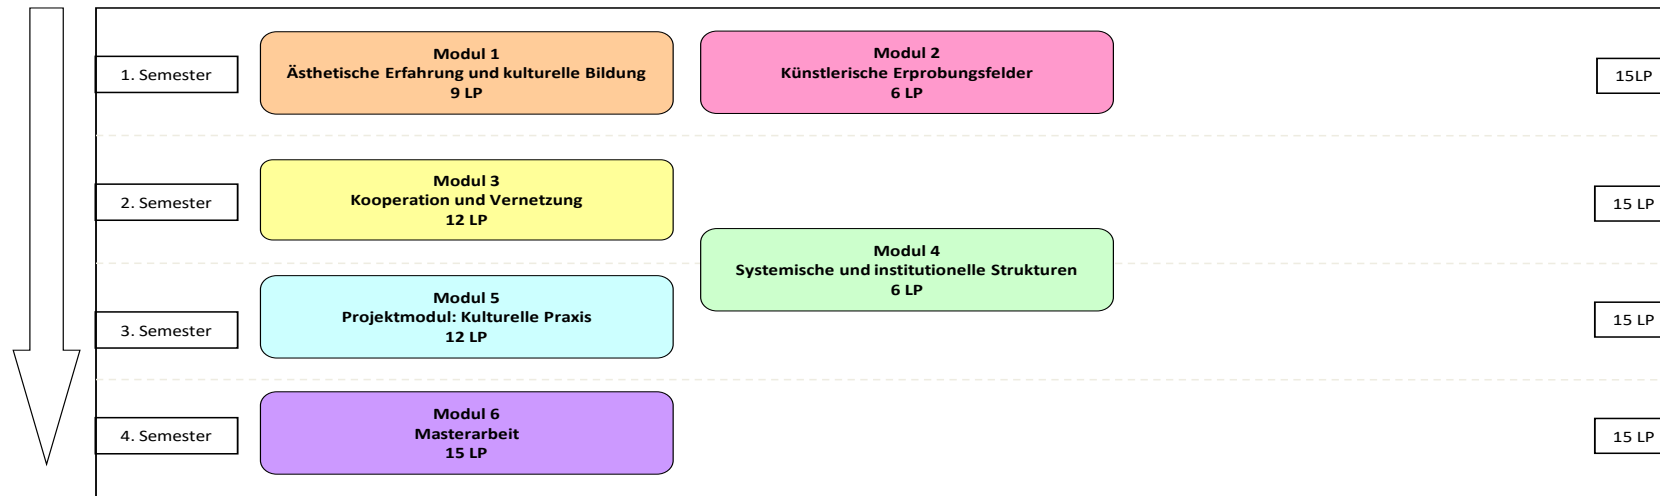 1. Semester
Modul 1
Ästhetische Erfahrung und kulturelle Bildung
9 LP
Modul 2
Künstlerische Erprobungsfelder
6 LP
15LP
2. Semester
Modul 3
Kooperation und Vernetzung
12 LP
15 LP
Modul 4
Systemische und institutionelle Strukturen
6 LP
3. Semester
Modul 5
Projektmodul: Kulturelle Praxis
12 LP
15 LP
4. Semester
Modul 6
Masterarbeit
15 LP
15 LP